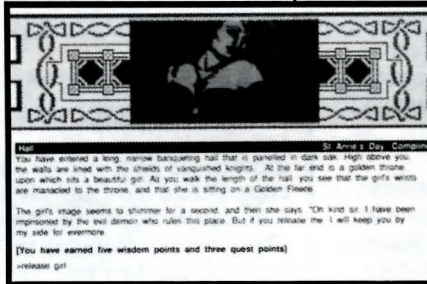 Hall St Anne's Day Compline
You have entered a long, narrow banqueting hall that is panelled in dark oak. High above you
the walls are lined with the shields of vanquished knights. At the far end is a golden throne
upon which sits a beautiful girl. As you walk the length of the hall you see that the girl's wrists
are manacled to the throne, and that she is sitting on a Golden Fleece.
The girl's image seems to shimmer for a second, and then she says "Oh kind sir. I have been
imprisoned by the evil demon who rules this place. But if you release me I will keep you by
my side for evermore.
[You have earned five wisdom points and three quest points]
>release girl